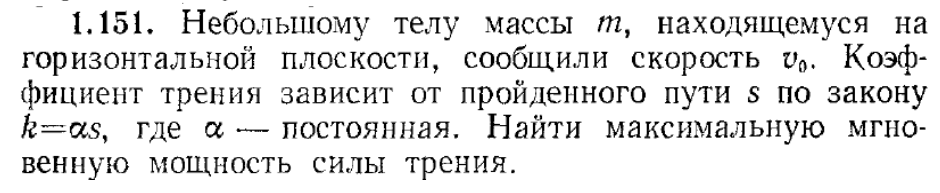 1.151. Небольшому телу массы m, находящемуся на
горизонтальной плоскости, сообщили скорость v₀. Коэф-
фициент трения зависит от пройденного пути s по закону
k=αs, где α — постоянная. Найти максимальную мгно-
венную мощность силы трения.